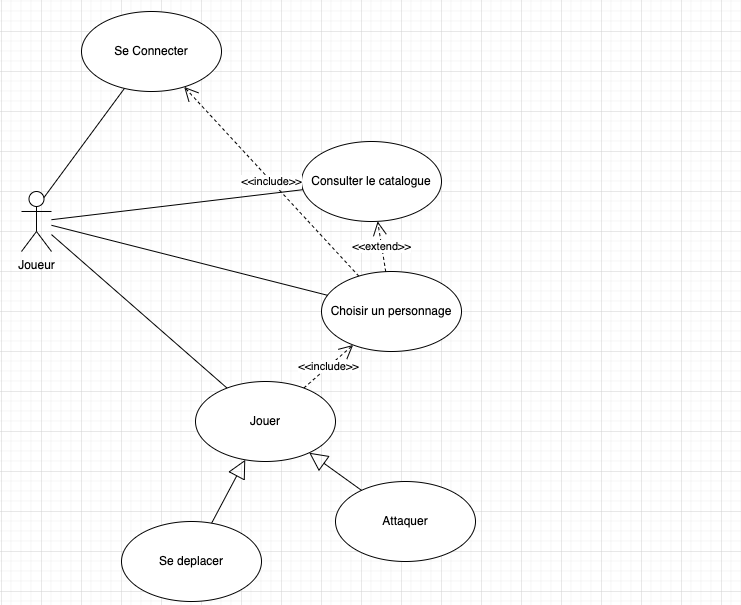 Se Connecter
<<include>>
Consulter le catalogue
<<extend>>
Joueur
Choisir un personnage
<<include>>
Jouer
Attaquer
Se deplacer